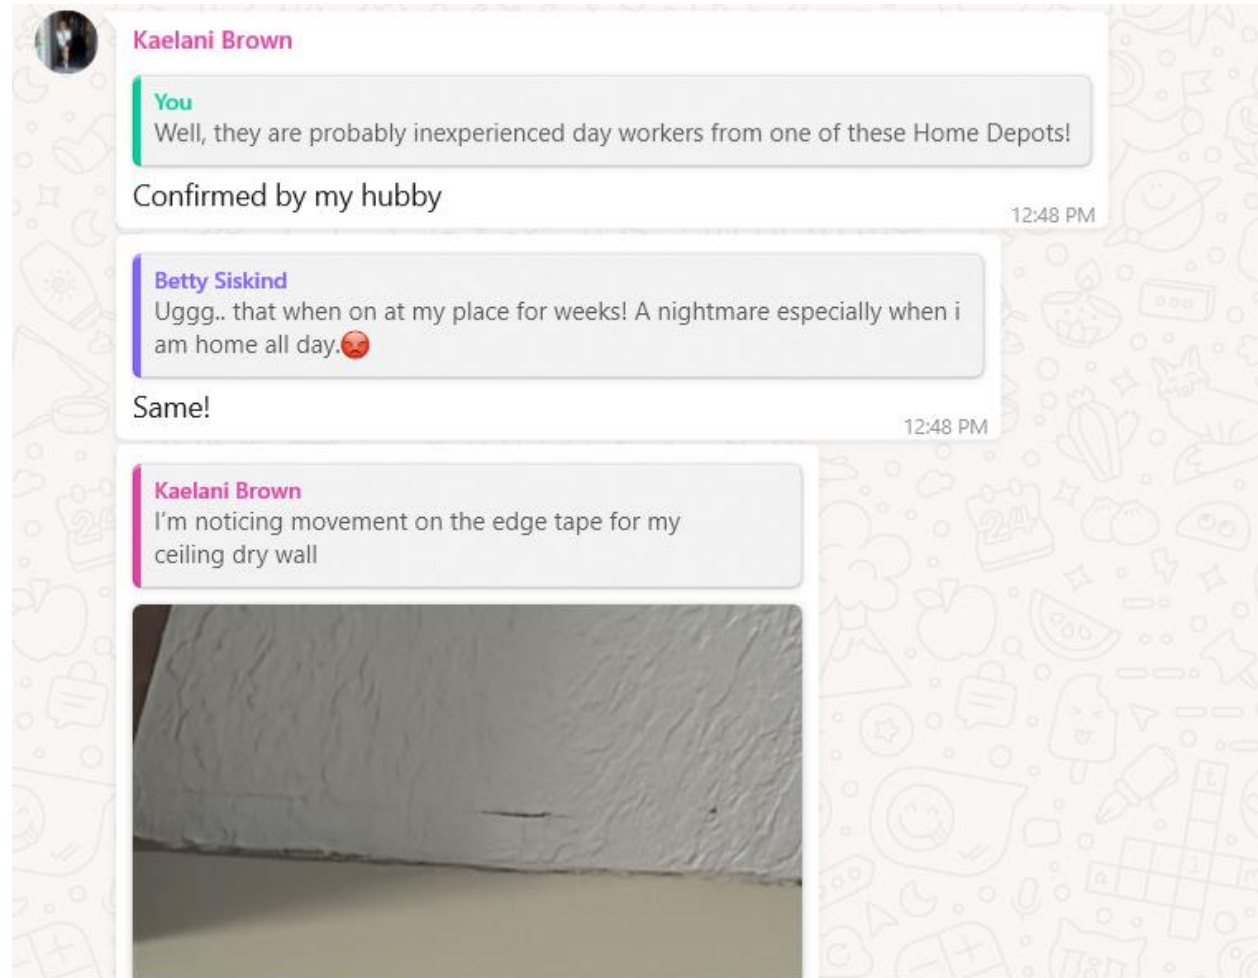 Kaelani Brown
You
Well, they are probably inexperienced day workers from one of these Home Depots!
Confirmed by my hubby
12:48 PM
Betty Siskind
Uggg.. that when on at my place for weeks! A nightmare especially when i
am home all day.😡
Same!
12:48 PM
Kaelani Brown
I'm noticing movement on the edge tape for my
ceiling dry wall